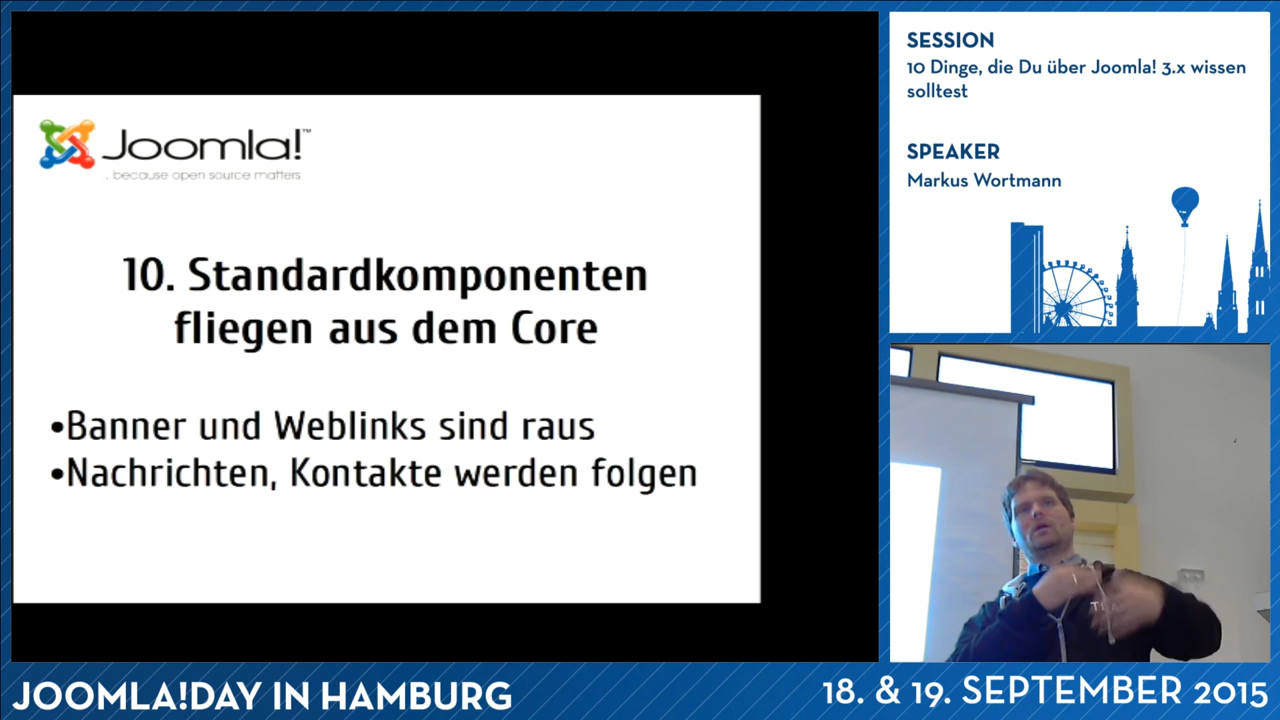 Joomla!™
... because open source matters
10. Standardkomponenten
fliegen aus dem Core
•Banner und Weblinks sind raus
•Nachrichten, Kontakte werden folgen
SESSION
10 Dinge, die Du über Joomla! 3.x wissen
solltest
SPEAKER
Markus Wortmann
JOOMLA!DAY IN HAMBURG
18. & 19. SEPTEMBER 2015